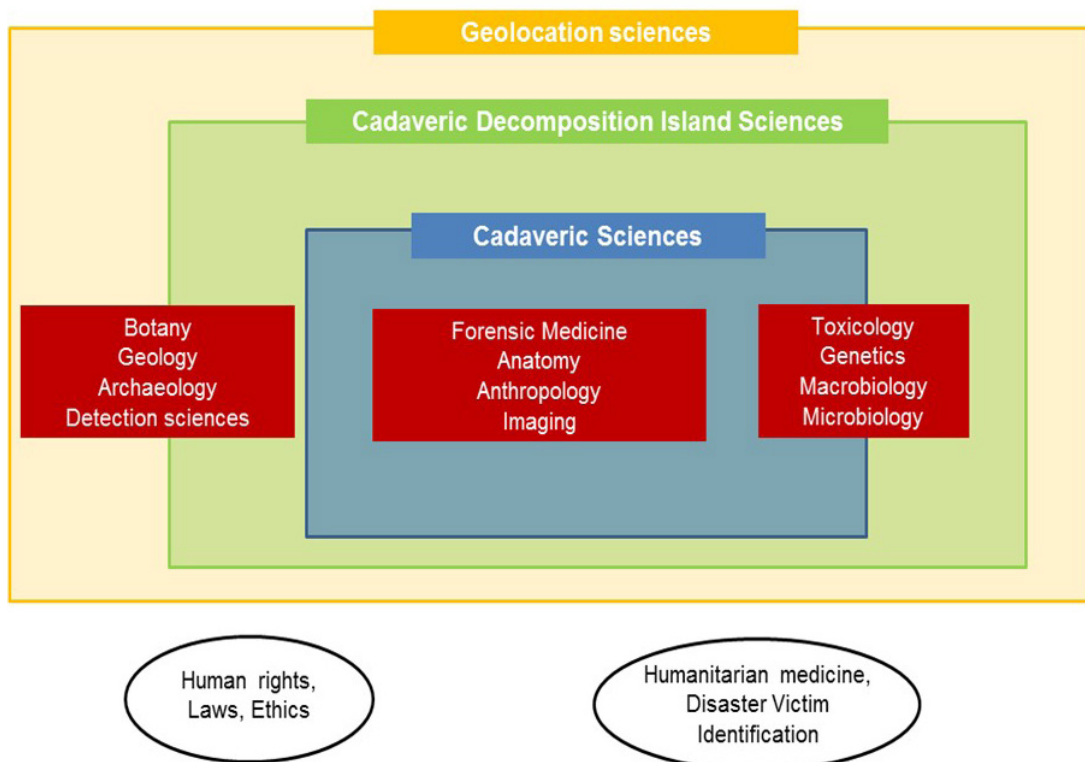 Geolocation sciences
Cadaveric Decomposition Island Sciences
Cadaveric Sciences
Botany
Geology
Archaeology
Detection sciences
Forensic Medicine
Anatomy
Anthropology
Imaging
Toxicology
Genetics
Macrobiology
Microbiology
Human rights,
Laws, Ethics
Humanitarian medicine,
Disaster Victim
Identification